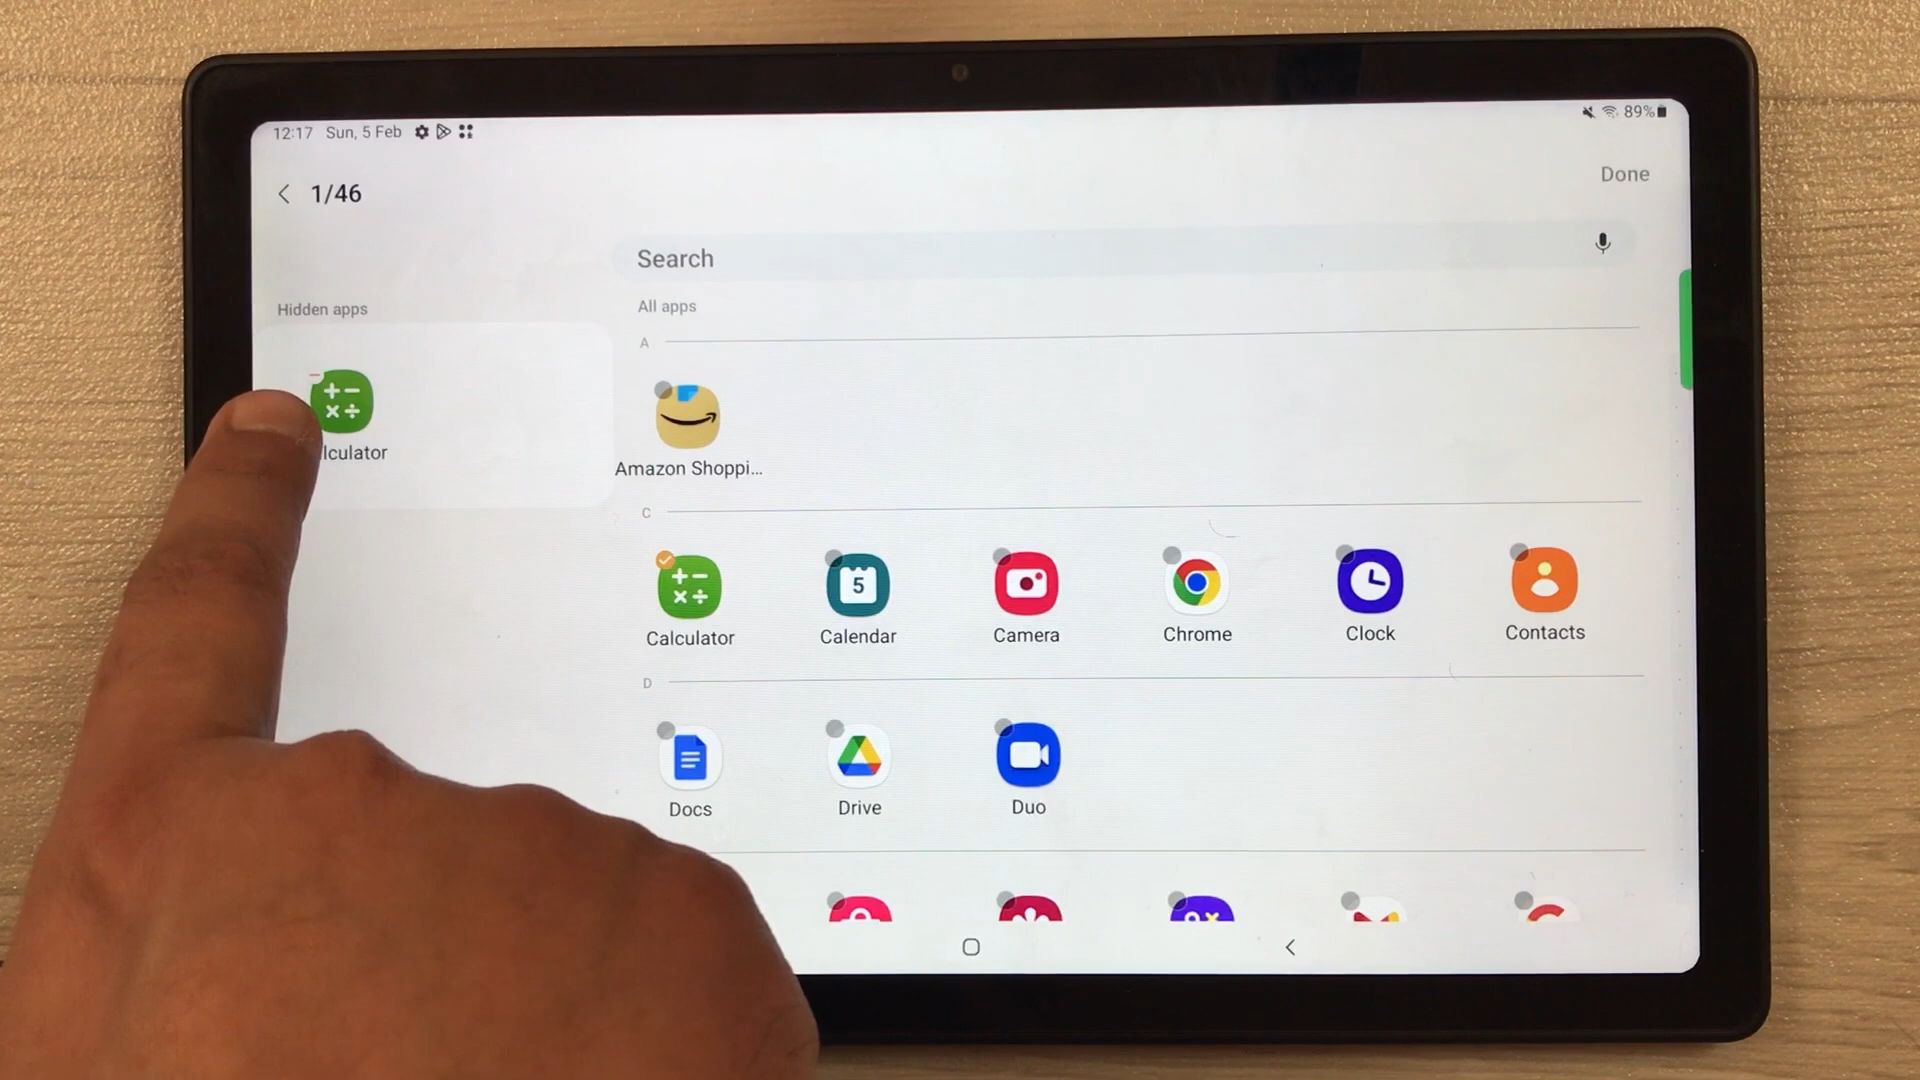 12:17 Sun, 5 Feb
89%
1/46
Done
Search
Hidden apps
All apps
A
lculator
Amazon Shoppi...
C
5
Calculator
Calendar
Camera
Chrome
Clock
Contacts
D
Docs
Drive
Duo